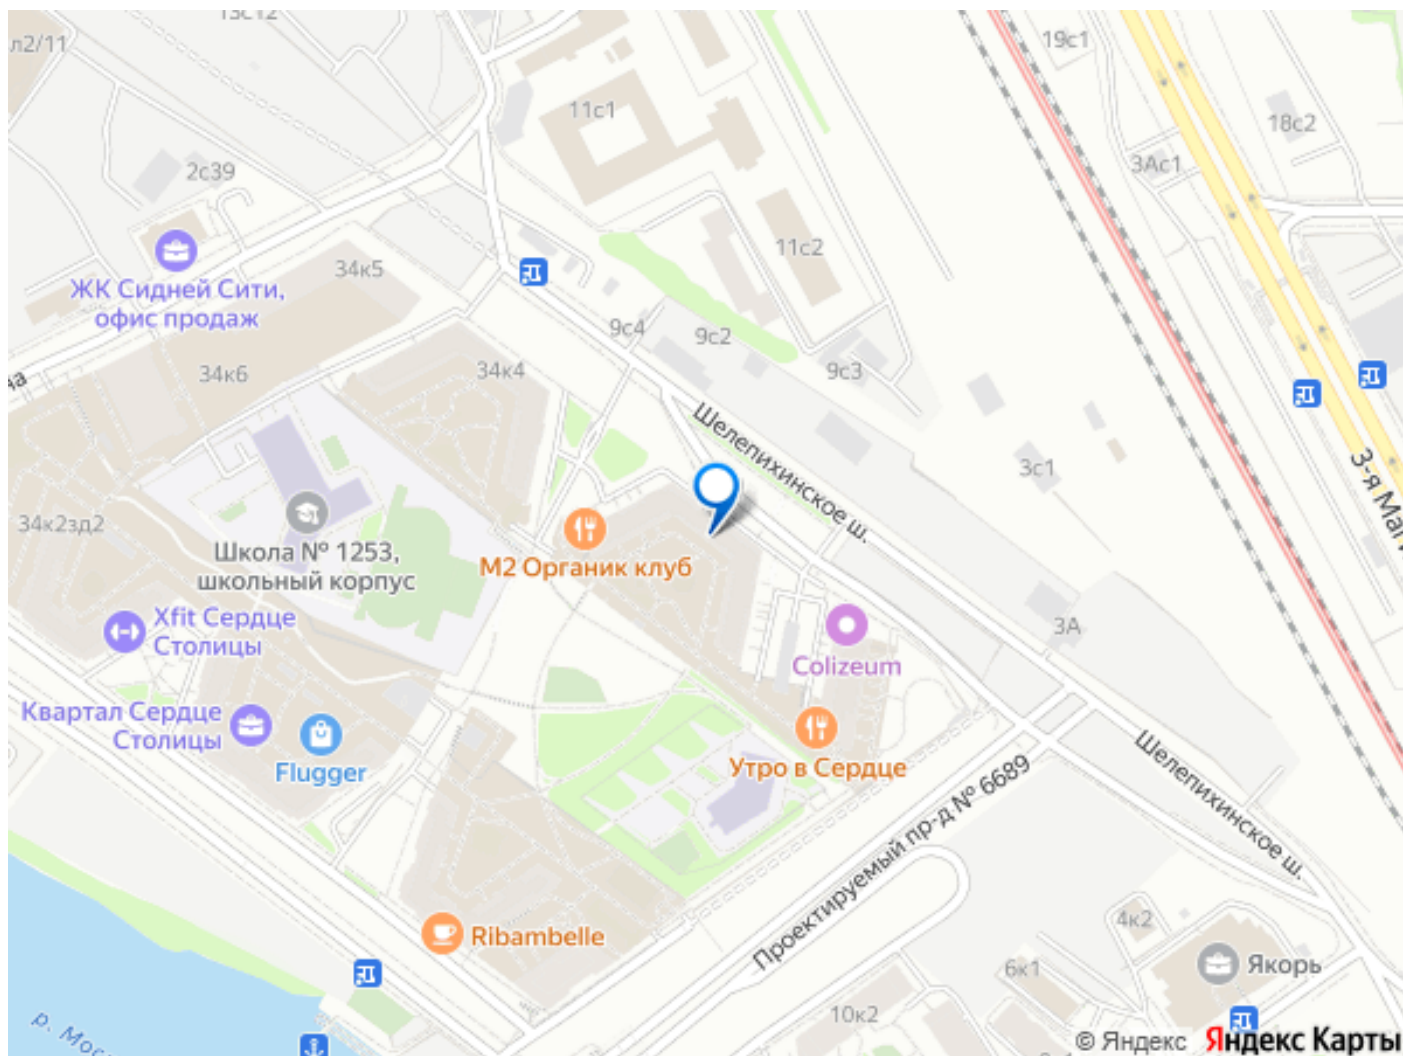 13с12
л2/11
19с1
11с1
18с2
2с39
3Ас1
11с2
34к5
ЖК Сидней Сити,
офис продаж
9с4
9с2
34к6
34к4
9с3
на
Шелепихинское ш.
3с1
34к2зд2
Школа № 1253,
школьный корпус
М2 Органик клуб
Xfit Сердце
Столицы
3А
Colizeum
Квартал Сердце
Столицы
Flugger
Утро в Сердце
Проектируемый пр-д № 6689
Шелепихинское ш.
Ribambelle
4к2
6к1
Якорь
10к2
р. Мос
© Яндекс Яндекс Карты